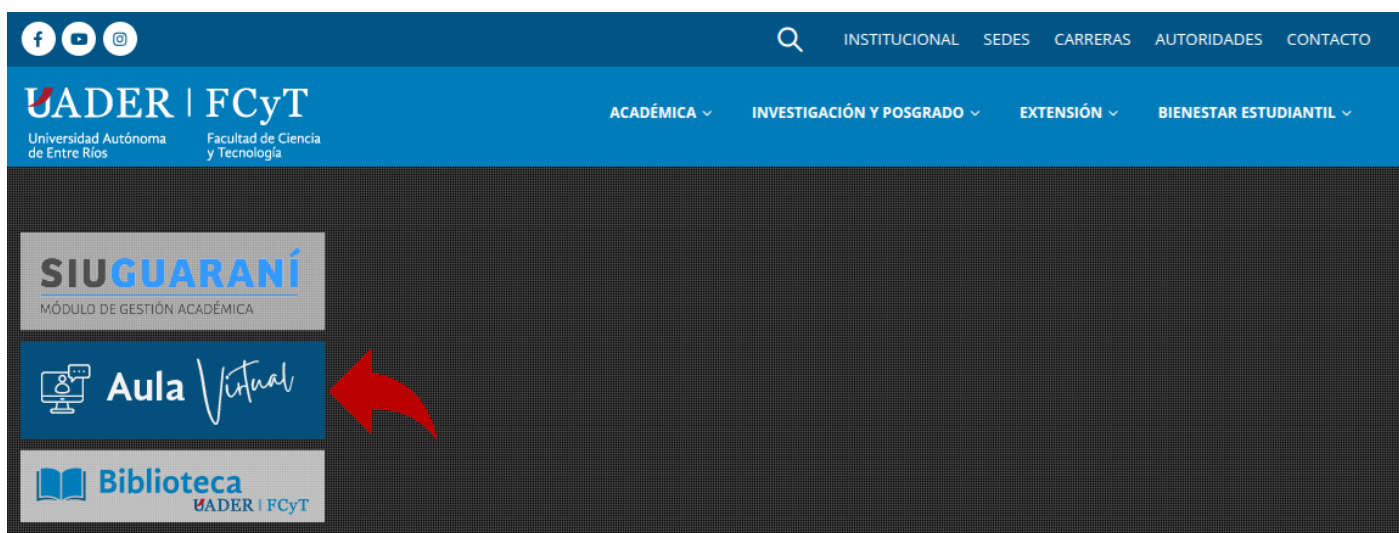 INSTITUCIONAL SEDES CARRERAS AUTORIDADES CONTACTO
UADER | FCyT
Universidad Autónoma de Entre Ríos
Facultad de Ciencia y Tecnología
ACADÉMICA INVESTIGACIÓN Y POSGRADO EXTENSIÓN BIENESTAR ESTUDIANTIL
SIUGUARANÍ
MÓDULO DE GESTIÓN ACADÉMICA
Aula Virtual
Biblioteca
UADER | FCyT